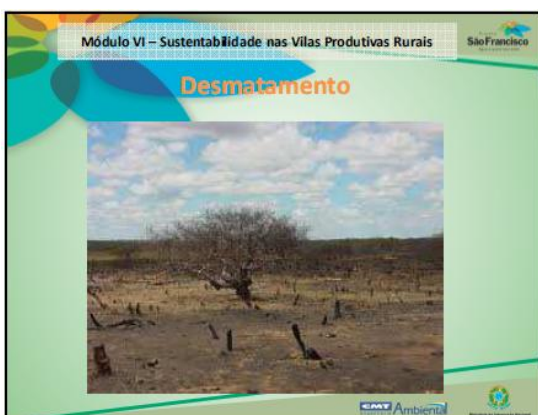 Módulo VI – Sustentabilidade nas Vilas Produtivas Rurais
São Francisco
Desmatamento
CMT Ambiental